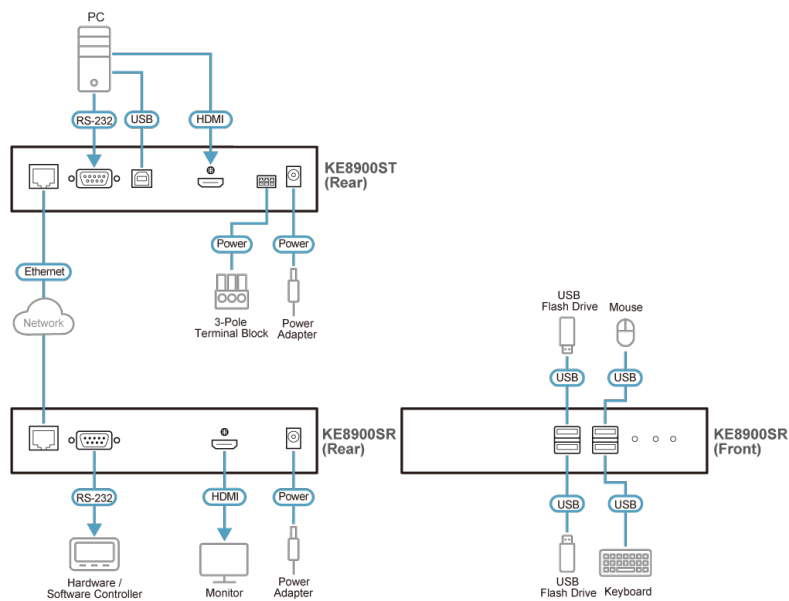 PC
RS-232
USB
HDMI
KE8900ST
(Rear)
Power
Power
3-Pole
Terminal Block
Power
Adapter
Ethernet
Network
KE8900SR
(Rear)
RS-232
HDMI
Power
Hardware /
Software Controller
Monitor
Power
Adapter
USB
Flash Drive
Mouse
USB
USB
KE8900SR
(Front)
USB
USB
USB
Flash Drive
Keyboard